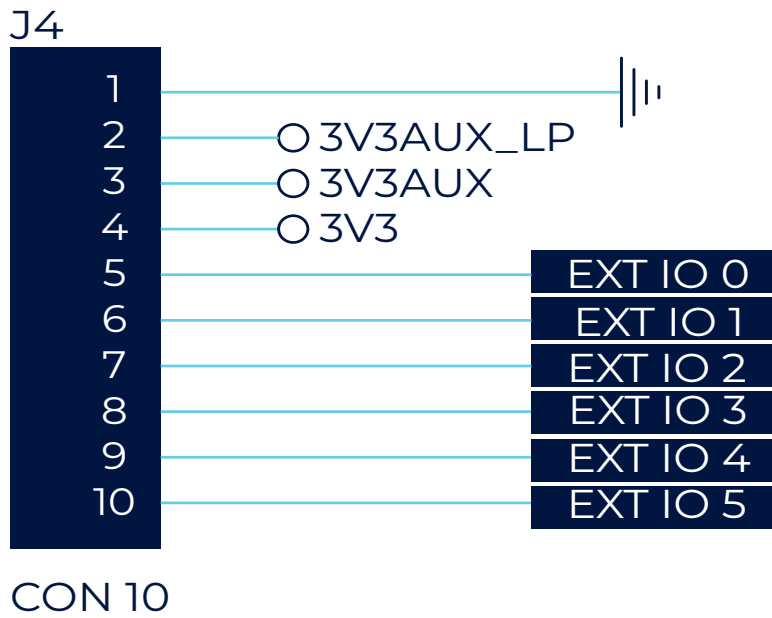 J4
1
2 3V3AUX_LP
3 3V3AUX
4 3V3
5 EXT IO 0
6 EXT IO 1
7 EXT IO 2
8 EXT IO 3
9 EXT IO 4
10 EXT IO 5
CON 10